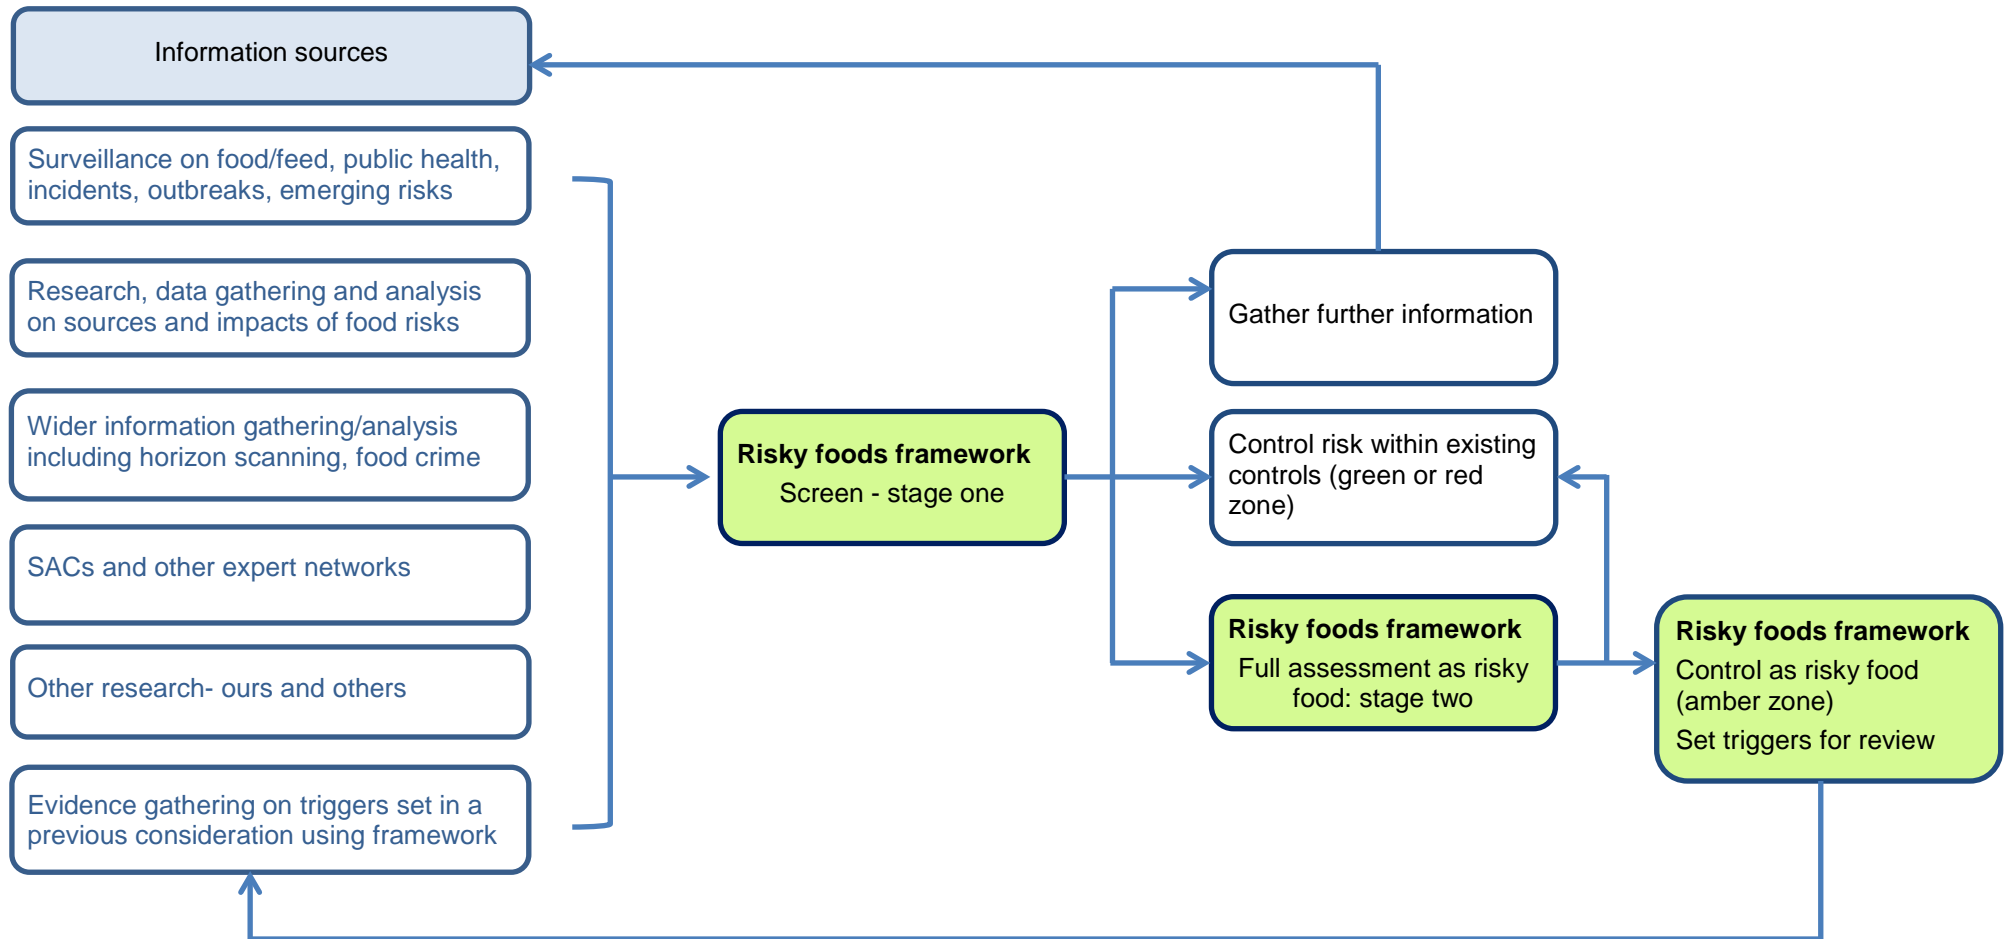 Information sources
Surveillance on food/feed, public health,
incidents, outbreaks, emerging risks
Research, data gathering and analysis
on sources and impacts of food risks
Wider information gathering/analysis
including horizon scanning, food crime
SACs and other expert networks
Other research- ours and others
Evidence gathering on triggers set in a
previous consideration using framework
Risky foods framework
Screen - stage one
Gather further information
Control risk within existing
controls (green or red
zone)
Risky foods framework
Full assessment as risky
food: stage two
Risky foods framework
Control as risky food
(amber zone)
Set triggers for review